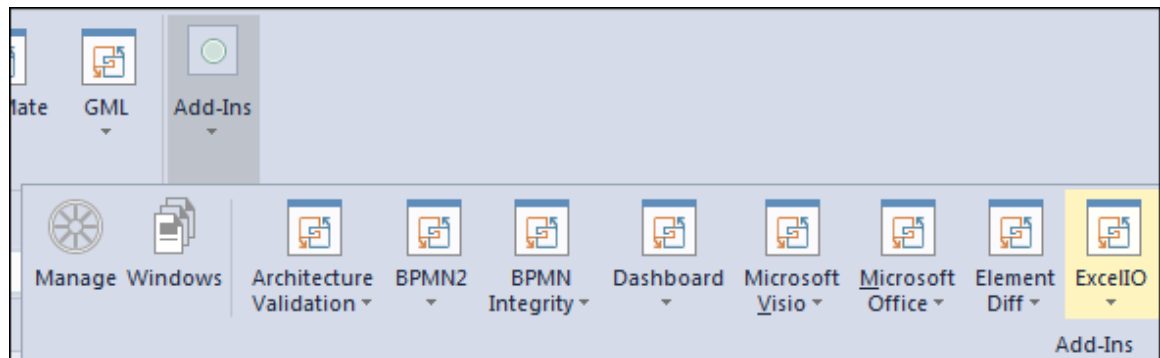 GML
Add-Ins
Manage Windows
Architecture
Validation
BPMN2
BPMN
Integrity
Dashboard
Microsoft
Visio
Microsoft
Office
Element
Diff
ExcelIO
Add-Ins